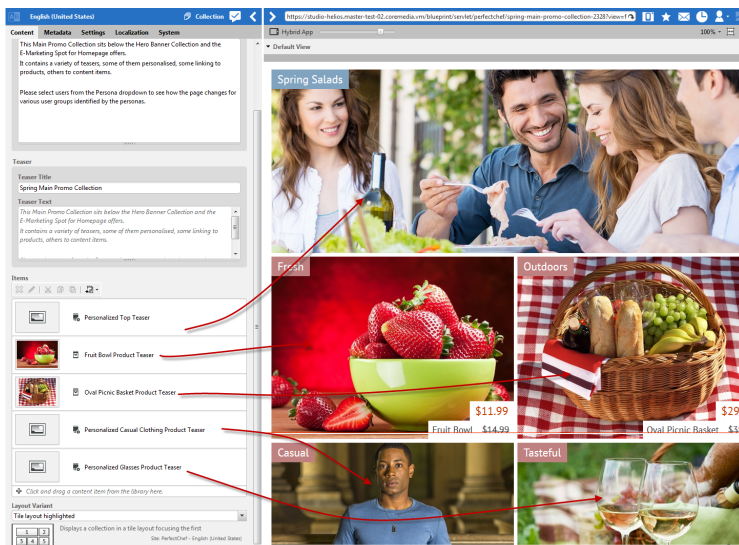 English (United States)
Collection
Content Metadata Settings Localization System
This Main Promo Collection sits below the Hero Banner Collection and the
E-Marketing Spot for Homepage offers.
It contains a variety of teasers, some of them personalised, some linking to
products, others to content items.
Please select users from the Persona dropdown to see how the page changes for
various user groups identified by the personas.
Teaser
Teaser Title
Spring Main Promo Collection
Teaser Text
This Main Promo Collection sits below the Hero Banner Collection and the
E-Marketing Spot for Homepage offers.
It contains a variety of teasers, some of them personalised, some linking to
products, others to content items.
Items
Personalized Top Teaser
Fruit Bowl Product Teaser
Oval Picnic Basket Product Teaser
Personalized Casual Clothing Product Teaser
Personalized Glasses Product Teaser
Click and drag a content item from the library here.
Layout Variant
Tile layout highlighted
1 2
3 4 5
Displays a collection in a tile layout focusing the first
Site: PerfectChef - English (United States)
https://studio-helios.master-test-02.coremedia.vm/blueprint/servlet/perfectchef/spring-main-promo-collection-2328?view=f
Hybrid App
100%
Default View
Spring Salads
Fresh
$11.99
Fruit Bowl $14.99
Outdoors
$29
Oval Picnic Basket
Casual
Tasteful